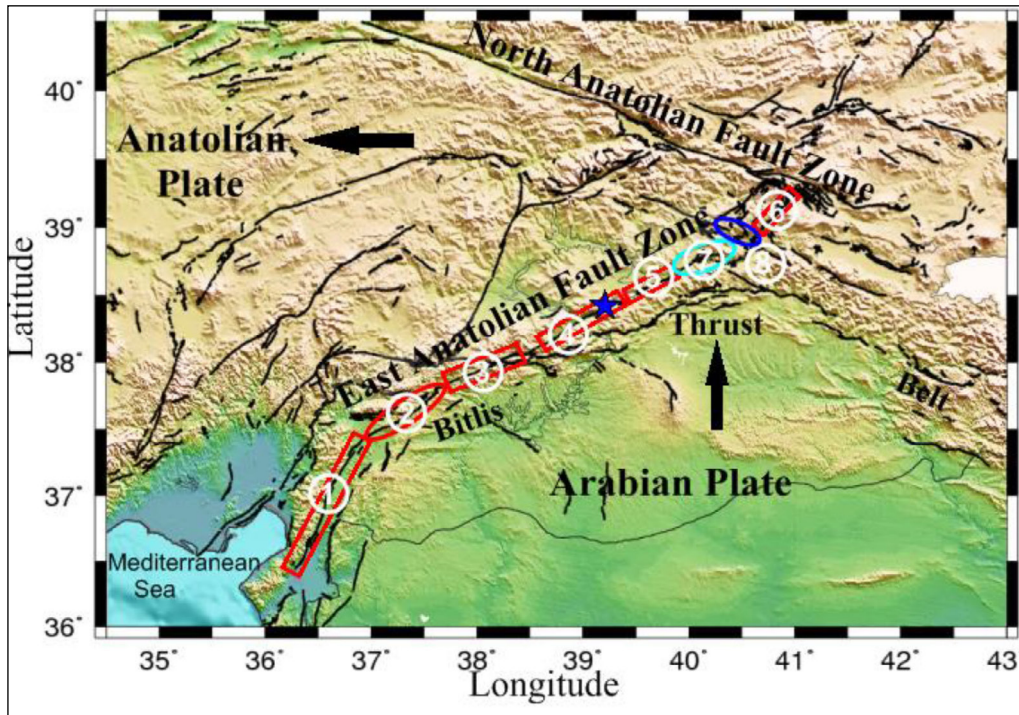 North Anatolian Fault Zone
40°
Anatolian
Plate
39°
6
7
8
East Anatolian Fault Zone
5
4
Thrust
38°
3
2
Bitlis
Belt
1
37°
Arabian Plate
Mediterranean
Sea
36°
35° 36° 37° 38° 39° 40° 41° 42° 43
Latitude
Longitude